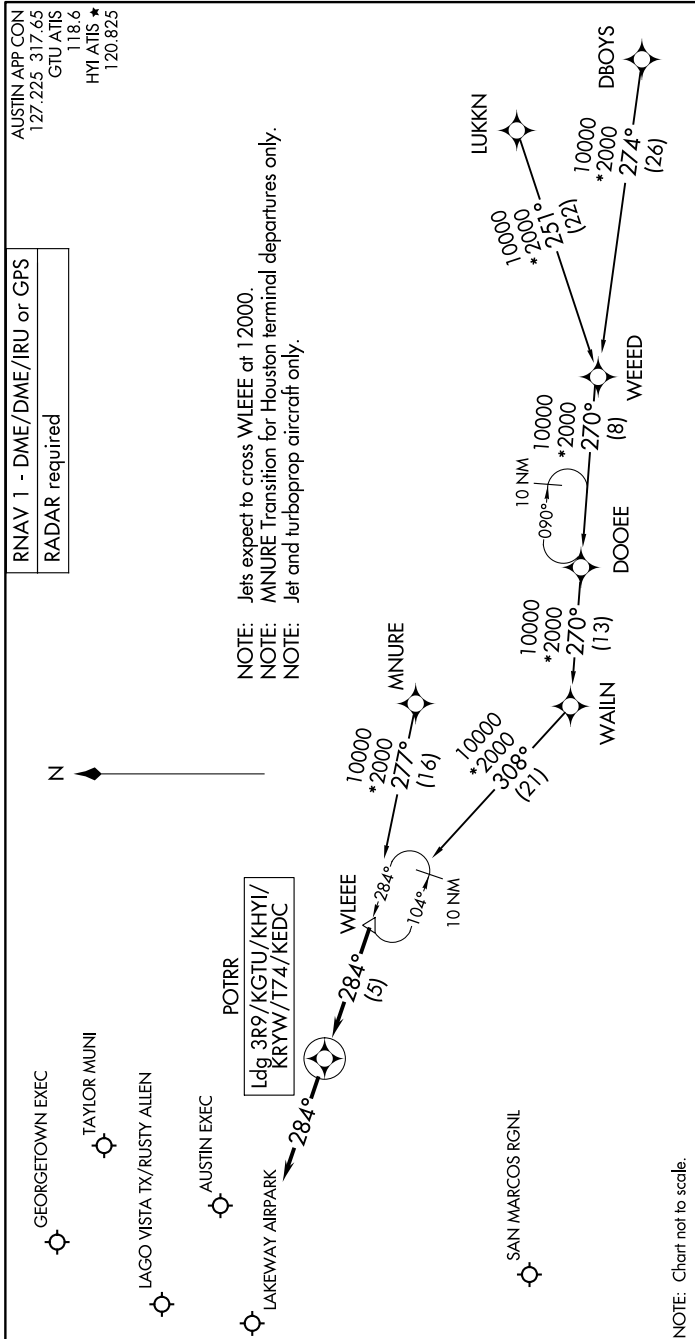 RNAV 1 - DME/DME/IRU or GPS
RADAR required
AUSTIN APP CON
127.225 317.65
GTU ATIS
118.6
HYI ATIS ★
120.825
N
NOTE: Jets expect to cross WLEEE at 12000.
NOTE: MNURE Transition for Houston terminal departures only.
NOTE: Jet and turboprop aircraft only.
GEORGETOWN EXEC
TAYLOR MUNI
LAGO VISTA TX/RUSTY ALLEN
AUSTIN EXEC
LAKEWAY AIRPARK
SAN MARCOS RGNL
POTRR
Ldg 3R9/KGTU/KHYI/
KRYW/T74/KEDC
284°
284°
(5)
WLEEE
284°
104°
10 NM
MNURE
10000
*2000
277°
(16)
10000
*2000
308°
(21)
WAILN
10000
*2000
270°
(13)
DOOEE
090°
10 NM
10000
*2000
270°
(8)
WEEED
LUKKN
10000
*2000
251°
(22)
DBOYS
10000
*2000
274°
(26)
NOTE: Chart not to scale.